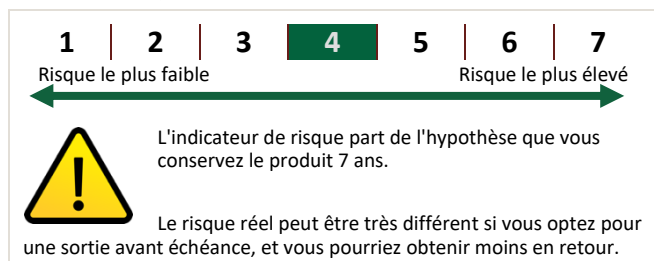 1 2 3 4 5 6 7
Risque le plus faible Risque le plus élevé
L'indicateur de risque part de l'hypothèse que vous
conservez le produit 7 ans.
Le risque réel peut être très différent si vous optez pour
une sortie avant échéance, et vous pourriez obtenir moins en retour.